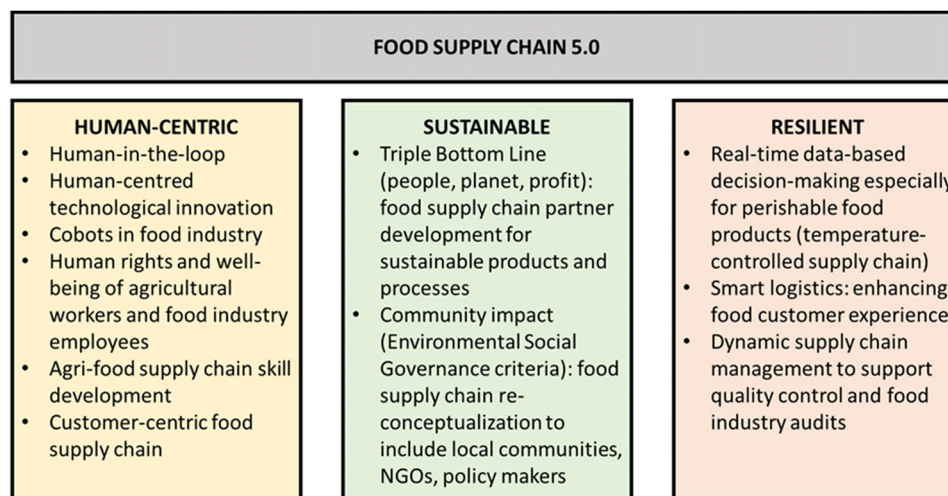 FOOD SUPPLY CHAIN 5.0
HUMAN-CENTRIC
• Human-in-the-loop
• Human-centred
technological innovation
• Cobots in food industry
• Human rights and well-
being of agricultural
workers and food industry
employees
• Agri-food supply chain skill
development
• Customer-centric food
supply chain
SUSTAINABLE
• Triple Bottom Line
(people, planet, profit):
food supply chain partner
development for
sustainable products and
processes
• Community impact
(Environmental Social
Governance criteria): food
supply chain re-
conceptualization to
include local communities,
NGOs, policy makers
RESILIENT
• Real-time data-based
decision-making especially
for perishable food
products (temperature-
controlled supply chain)
• Smart logistics: enhancing
food customer experience
• Dynamic supply chain
management to support
quality control and food
industry audits